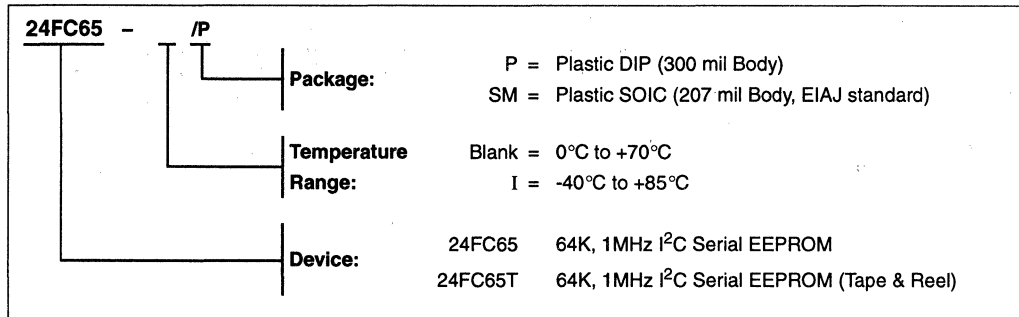 24FC65 – /P
Package: P = Plastic DIP (300 mil Body)
SM = Plastic SOIC (207 mil Body, EIAJ standard)
Temperature Blank = 0°C to +70°C
Range: I = -40°C to +85°C
Device: 24FC65 64K, 1MHz I²C Serial EEPROM
24FC65T 64K, 1MHz I²C Serial EEPROM (Tape & Reel)